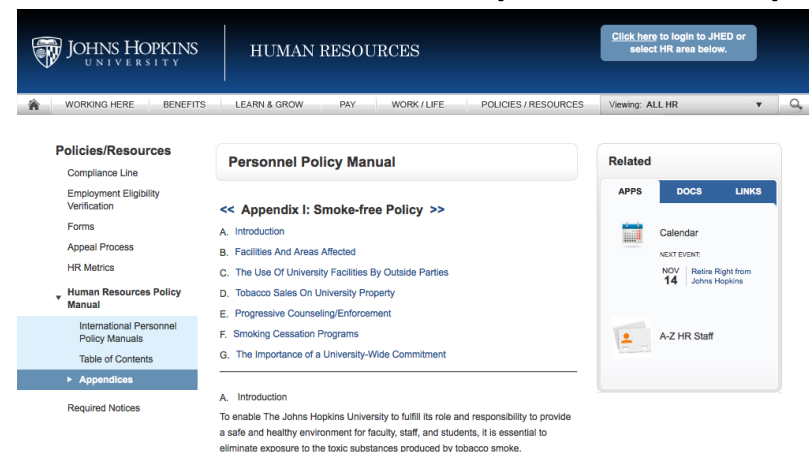 JOHNS HOPKINS
UNIVERSITY
HUMAN RESOURCES
Click here to login to JHED or
select HR area below.
WORKING HERE
BENEFITS
LEARN & GROW
PAY
WORK / LIFE
POLICIES / RESOURCES
Viewing: ALL HR
Policies/Resources
Compliance Line
Employment Eligibility
Verification
Forms
Appeal Process
HR Metrics
Human Resources Policy
Manual
International Personnel
Policy Manuals
Table of Contents
Appendices
Required Notices
Personnel Policy Manual
<< Appendix I: Smoke-free Policy >>
A. Introduction
B. Facilities And Areas Affected
C. The Use Of University Facilities By Outside Parties
D. Tobacco Sales On University Property
E. Progressive Counseling/Enforcement
F. Smoking Cessation Programs
G. The Importance of a University-Wide Commitment
A. Introduction
To enable The Johns Hopkins University to fulfill its role and responsibility to provide
a safe and healthy environment for faculty, staff, and students, it is essential to
eliminate exposure to the toxic substances produced by tobacco smoke.
Related
APPS
DOCS
LINKS
Calendar
NEXT EVENT:
NOV
14
Retire Right from
Johns Hopkins
A-Z HR Staff